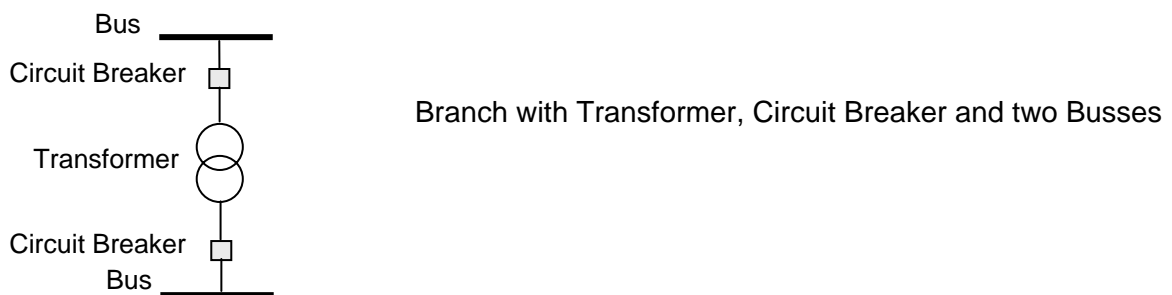 Bus
Circuit Breaker
Branch with Transformer, Circuit Breaker and two Busses
Transformer
Circuit Breaker
Bus